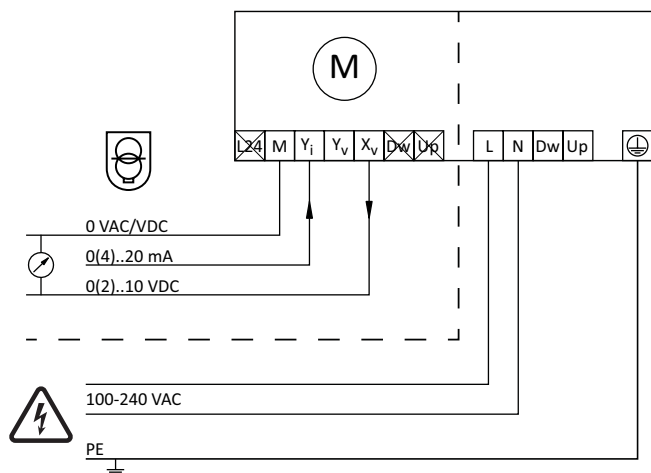 M
L24 M Yi Yv Xv Dw Up L N Dw Up
0 VAC/VDC
0(4)..20 mA
0(2)..10 VDC
100-240 VAC
PE